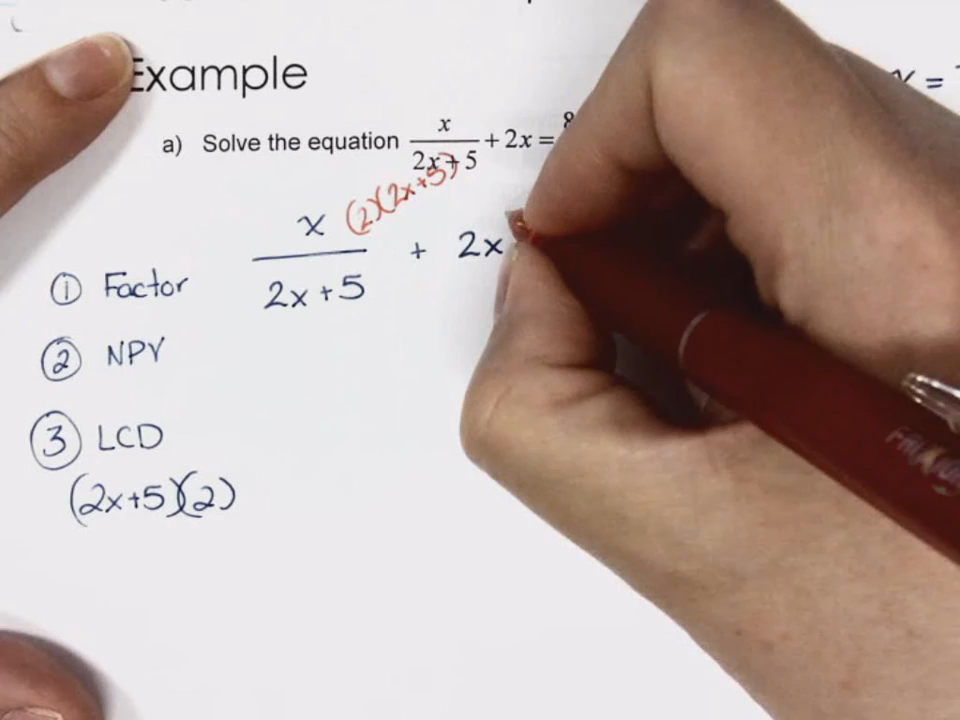 Example
a) Solve the equation x / 2x+5 + 2x = 8
(2)(2x+5)
x / 2x+5 + 2x
① Factor
② NPV
③ LCD
(2x+5)(2)